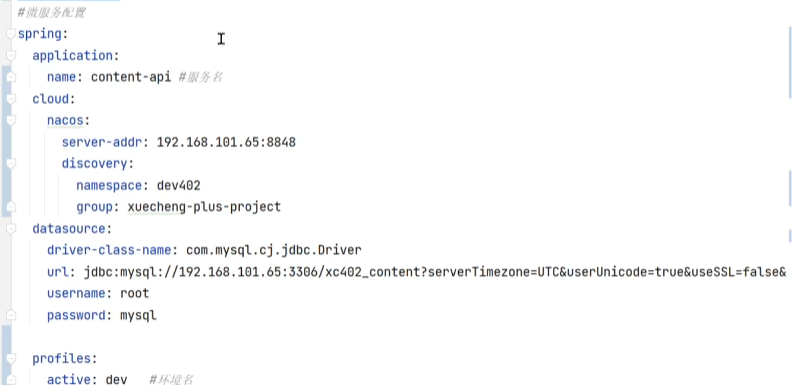 #微服务配置
spring:
  application:
    name: content-api #服务名
  cloud:
    nacos:
      server-addr: 192.168.101.65:8848
      discovery:
        namespace: dev402
        group: xuecheng-plus-project
  datasource:
    driver-class-name: com.mysql.cj.jdbc.Driver
    url: jdbc:mysql://192.168.101.65:3306/xc402_content?serverTimezone=UTC&userUnicode=true&useSSL=false&
    username: root
    password: mysql
  profiles:
    active: dev   #环境名